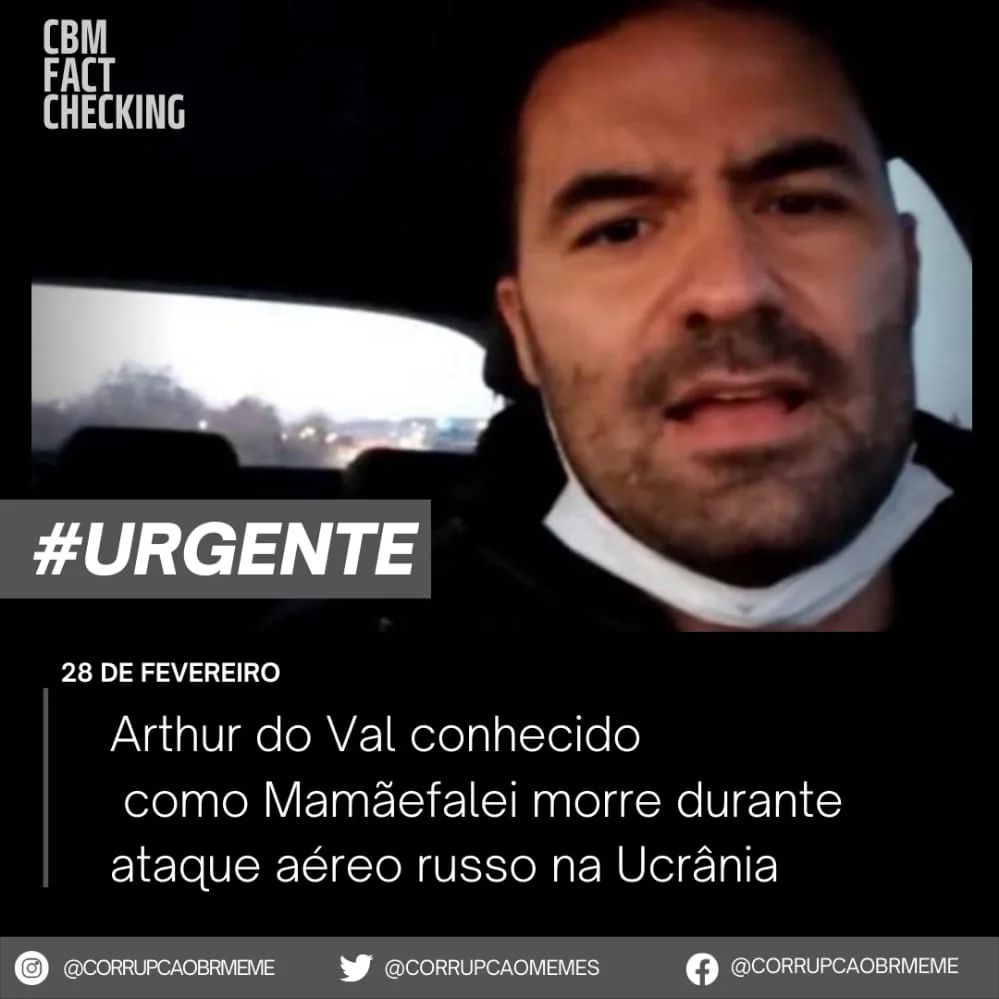 CBM
FACT
CHECKING
#URGENTE
28 DE FEVEREIRO
Arthur do Val conhecido
como Mamãefalei morre durante
ataque aéreo russo na Ucrânia
@CORRUPCAOBRMEME
@CORRUPCAOMEMES
@CORRUPCAOBRMEME